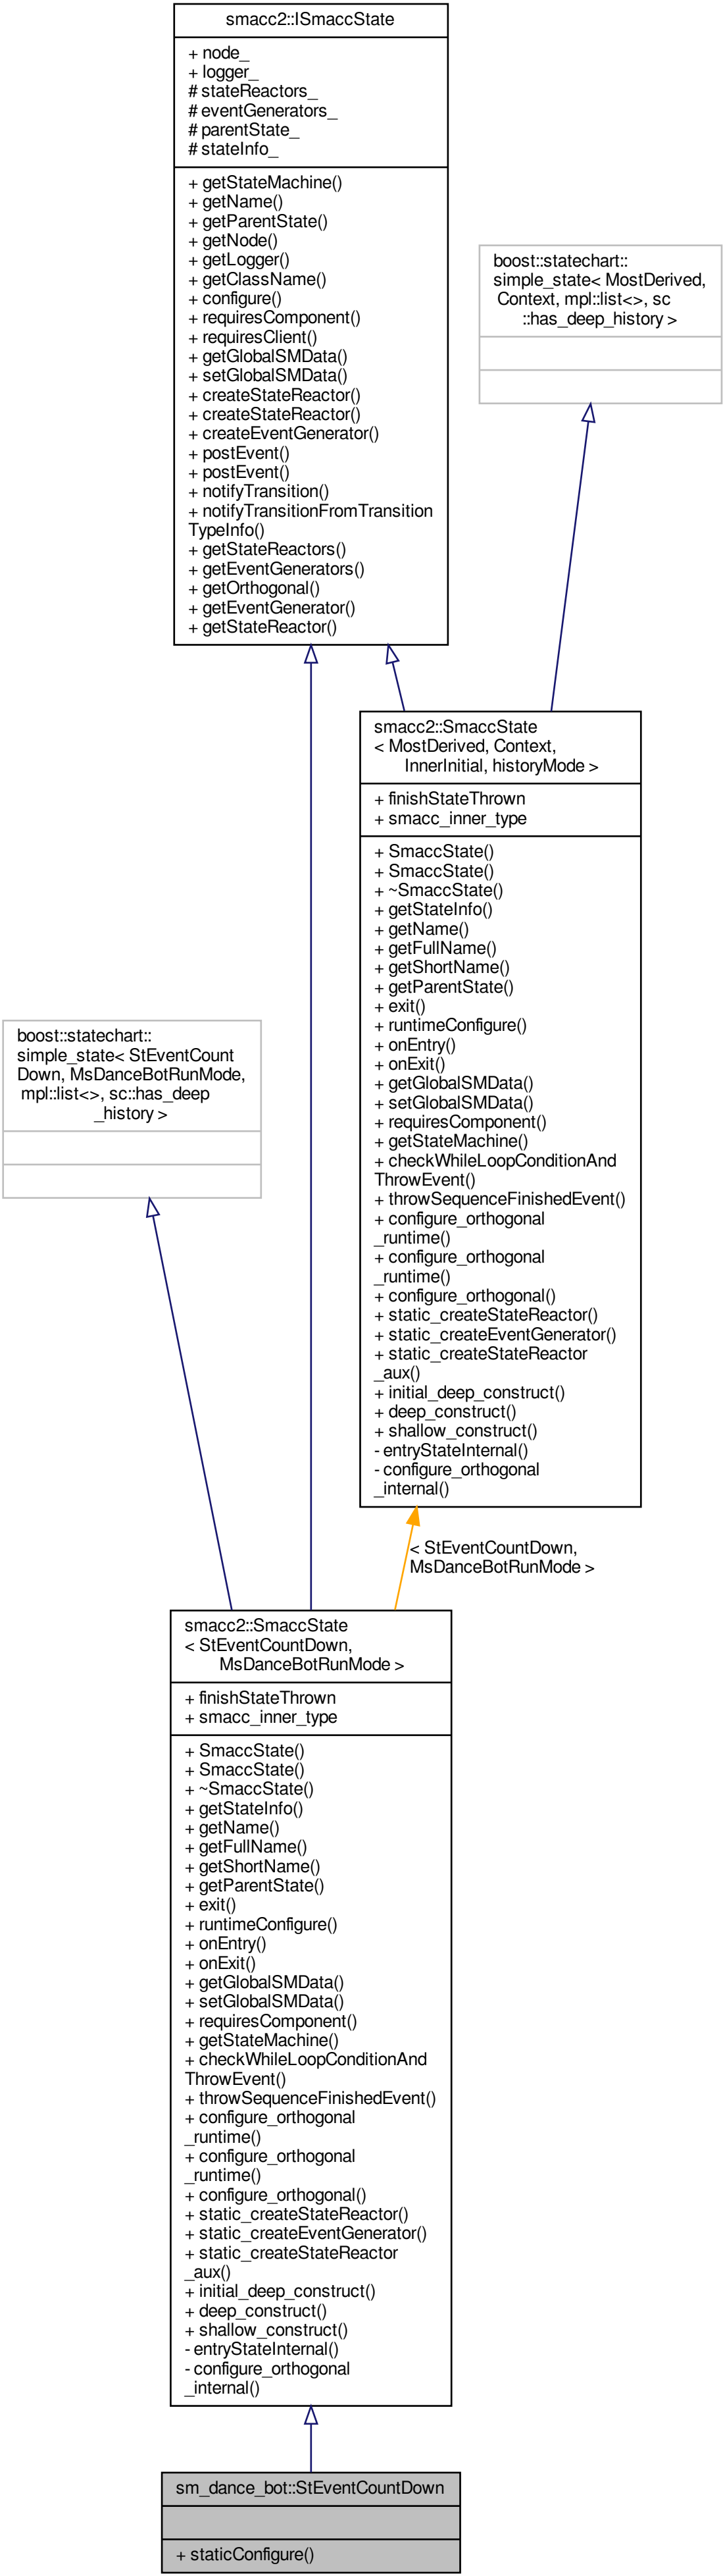 smacc2::ISmaccState
+ node_
+ logger_
# stateReactors_
# eventGenerators_
# parentState_
# stateInfo_
+ getStateMachine()
+ getName()
+ getParentState()
+ getNode()
+ getLogger()
+ getClassName()
+ configure()
+ requiresComponent()
+ requiresClient()
+ getGlobalSMData()
+ setGlobalSMData()
+ createStateReactor()
+ createStateReactor()
+ createEventGenerator()
+ postEvent()
+ postEvent()
+ notifyTransition()
+ notifyTransitionFromTransition
TypeInfo()
+ getStateReactors()
+ getEventGenerators()
+ getOrthogonal()
+ getEventGenerator()
+ getStateReactor()
boost::statechart::
simple_state< MostDerived,
Context, mpl::list<>, sc
::has_deep_history >
smacc2::SmaccState
< MostDerived, Context,
InnerInitial, historyMode >
+ finishStateThrown
+ smacc_inner_type
+ SmaccState()
+ SmaccState()
+ ~SmaccState()
+ getStateInfo()
+ getName()
+ getFullName()
+ getShortName()
+ getParentState()
+ exit()
+ runtimeConfigure()
+ onEntry()
+ onExit()
+ getGlobalSMData()
+ setGlobalSMData()
+ requiresComponent()
+ getStateMachine()
+ checkWhileLoopConditionAnd
ThrowEvent()
+ throwSequenceFinishedEvent()
+ configure_orthogonal
_runtime()
+ configure_orthogonal
_runtime()
+ configure_orthogonal()
+ static_createStateReactor()
+ static_createEventGenerator()
+ static_createStateReactor
_aux()
+ initial_deep_construct()
+ deep_construct()
+ shallow_construct()
- entryStateInternal()
- configure_orthogonal
_internal()
boost::statechart::
simple_state< StEventCount
Down, MsDanceBotRunMode,
mpl::list<>, sc::has_deep
_history >
< StEventCountDown,
MsDanceBotRunMode >
smacc2::SmaccState
< StEventCountDown,
MsDanceBotRunMode >
+ finishStateThrown
+ smacc_inner_type
+ SmaccState()
+ SmaccState()
+ ~SmaccState()
+ getStateInfo()
+ getName()
+ getFullName()
+ getShortName()
+ getParentState()
+ exit()
+ runtimeConfigure()
+ onEntry()
+ onExit()
+ getGlobalSMData()
+ setGlobalSMData()
+ requiresComponent()
+ getStateMachine()
+ checkWhileLoopConditionAnd
ThrowEvent()
+ throwSequenceFinishedEvent()
+ configure_orthogonal
_runtime()
+ configure_orthogonal
_runtime()
+ configure_orthogonal()
+ static_createStateReactor()
+ static_createEventGenerator()
+ static_createStateReactor
_aux()
+ initial_deep_construct()
+ deep_construct()
+ shallow_construct()
- entryStateInternal()
- configure_orthogonal
_internal()
sm_dance_bot::StEventCountDown
+ staticConfigure()